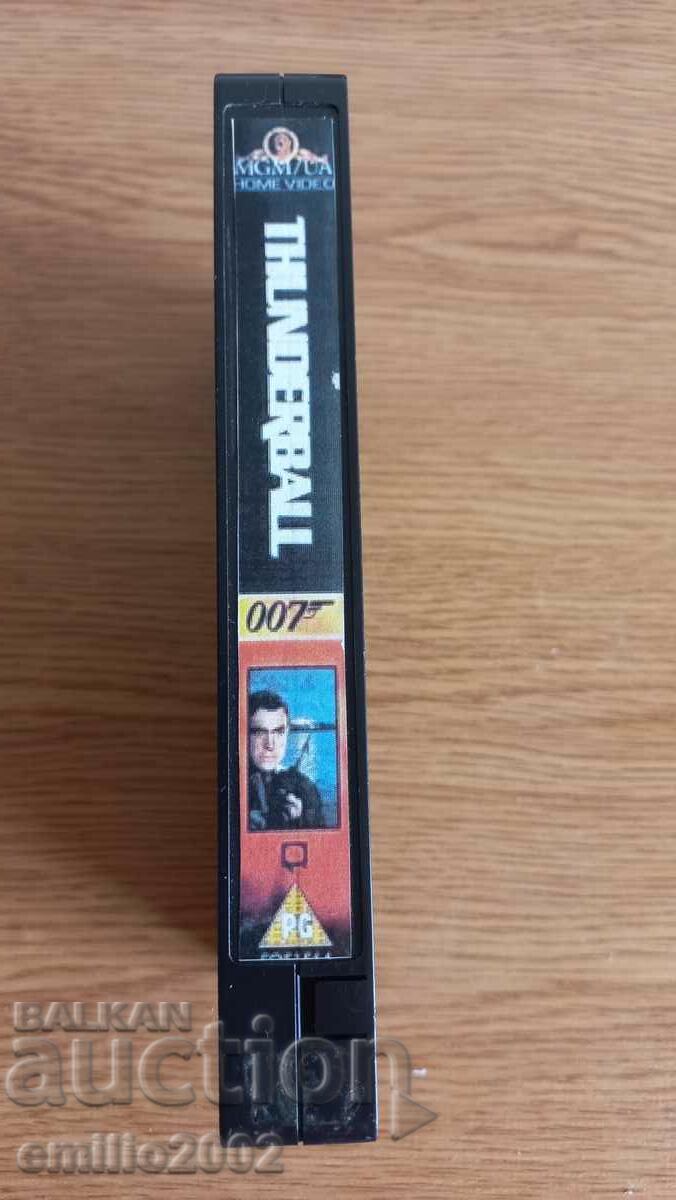 MGM/UA
HOME VIDEO
THUNDERBALL
007
PG
BALKAN
auction
emilio2002